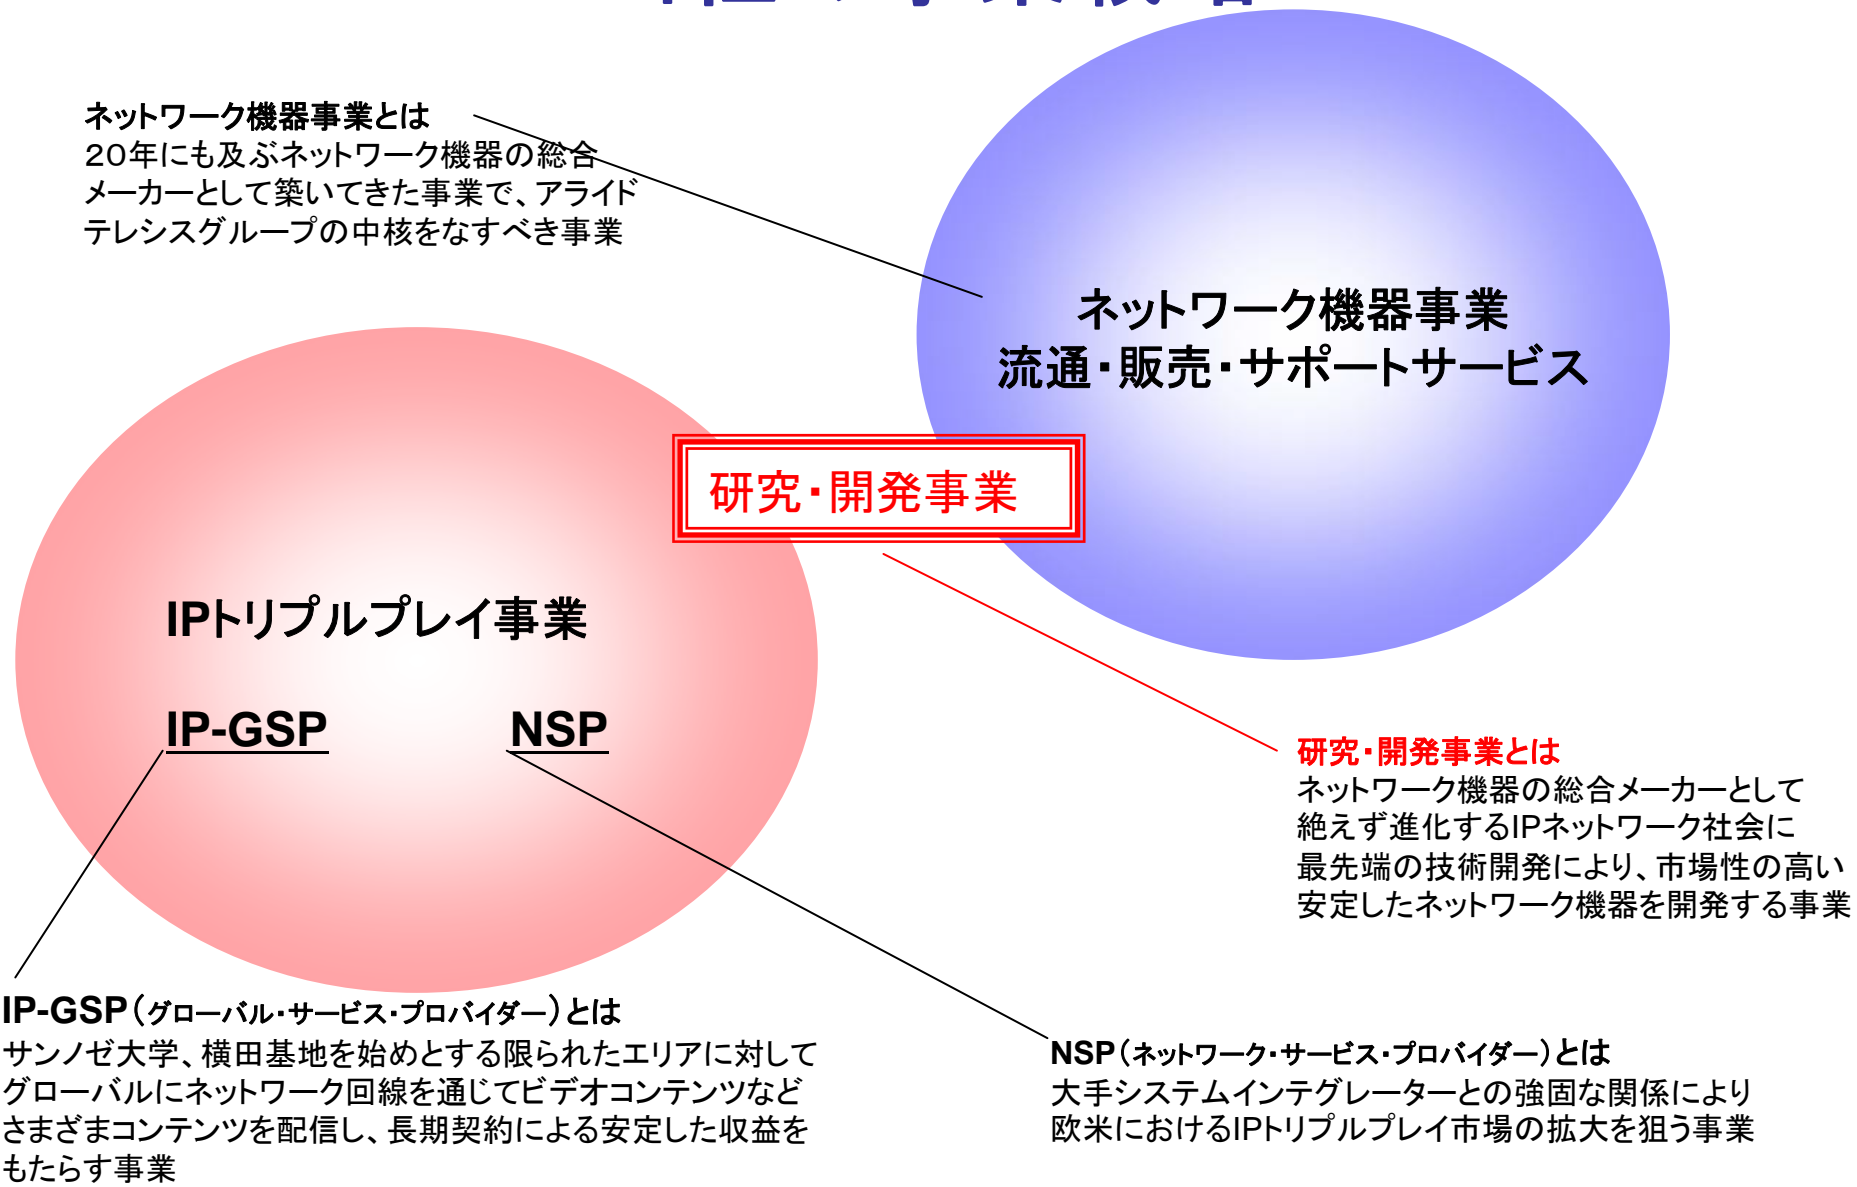 ネットワーク機器事業とは
２０年にも及ぶネットワーク機器の総合
メーカーとして築いてきた事業で、アライド
テレシスグループの中核をなすべき事業
ネットワーク機器事業
流通・販売・サポートサービス
研究・開発事業
IPトリプルプレイ事業
IP-GSP
NSP
研究・開発事業とは
ネットワーク機器の総合メーカーとして
絶えず進化するIPネットワーク社会に
最先端の技術開発により、市場性の高い
安定したネットワーク機器を開発する事業
IP-GSP（グローバル・サービス・プロバイダー）とは
サンノゼ大学、横田基地を始めとする限られたエリアに対して
グローバルにネットワーク回線を通じてビデオコンテンツなど
さまざまコンテンツを配信し、長期契約による安定した収益を
もたらす事業
NSP（ネットワーク・サービス・プロバイダー）とは
大手システムインテグレーターとの強固な関係により
欧米におけるIPトリプルプレイ市場の拡大を狙う事業